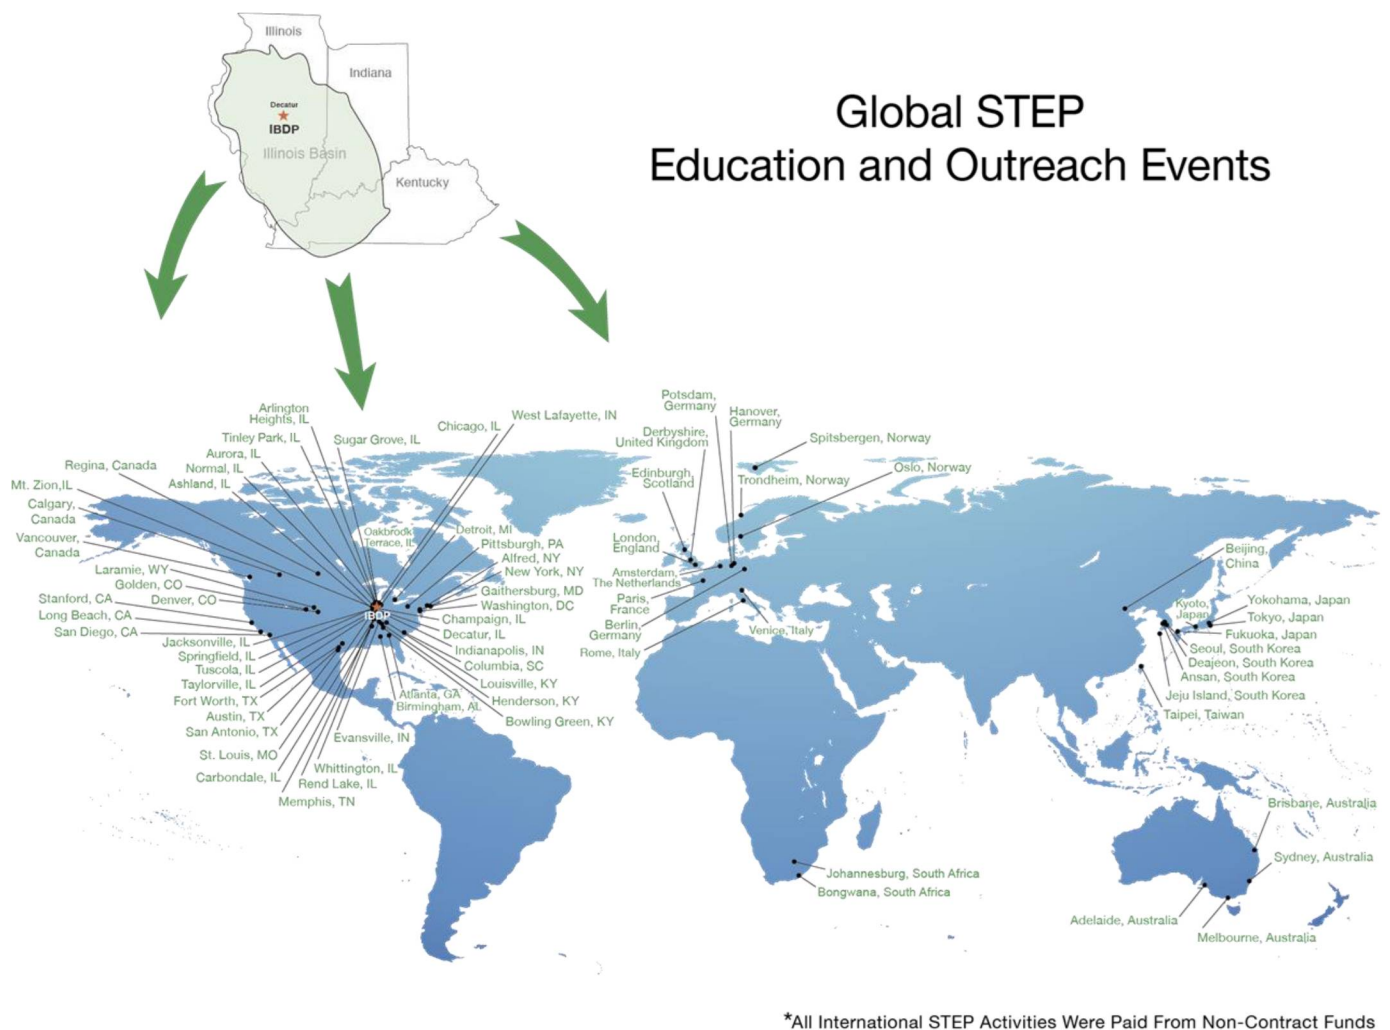 Illinois
Indiana
Decatur
IBDP
Illinois Basin
Kentucky
Global STEP
Education and Outreach Events
Arlington
Heights, IL
Tinley Park, IL
Sugar Grove, IL
Chicago, IL
West Lafayette, IN
Aurora, IL
Normal, IL
Ashland, IL
Regina, Canada
Mt. Zion,IL
Calgary,
Canada
Vancouver,
Canada
Laramie, WY
Golden, CO
Denver, CO
Stanford, CA
Long Beach, CA
San Diego, CA
Jacksonville, IL
Springfield, IL
Tuscola, IL
Taylorville, IL
Fort Worth, TX
Austin, TX
San Antonio, TX
St. Louis, MO
Carbondale, IL
Memphis, TN
Rend Lake, IL
Whittington, IL
Evansville, IN
Oakbrook
Terrace, IL
IBDP
Detroit, MI
Pittsburgh, PA
Alfred, NY
New York, NY
Gaithersburg, MD
Washington, DC
Champaign, IL
Decatur, IL
Indianapolis, IN
Columbia, SC
Louisville, KY
Henderson, KY
Bowling Green, KY
Atlanta, GA
Birmingham, AL
Potsdam,
Germany
Hanover,
Germany
Derbyshire,
United Kingdom
Edinburgh,
Scotland
Spitsbergen, Norway
Oslo, Norway
Trondheim, Norway
London,
England
Amsterdam,
The Netherlands
Paris,
France
Berlin,
Germany
Rome, Italy
Venice, Italy
Beijing,
China
Kyoto,
Japan
Yokohama, Japan
Tokyo, Japan
Fukuoka, Japan
Seoul, South Korea
Deajeon, South Korea
Ansan, South Korea
Jeju Island, South Korea
Taipei, Taiwan
Johannesburg, South Africa
Bongwana, South Africa
Brisbane, Australia
Sydney, Australia
Adelaide, Australia
Melbourne, Australia
*All International STEP Activities Were Paid From Non-Contract Funds